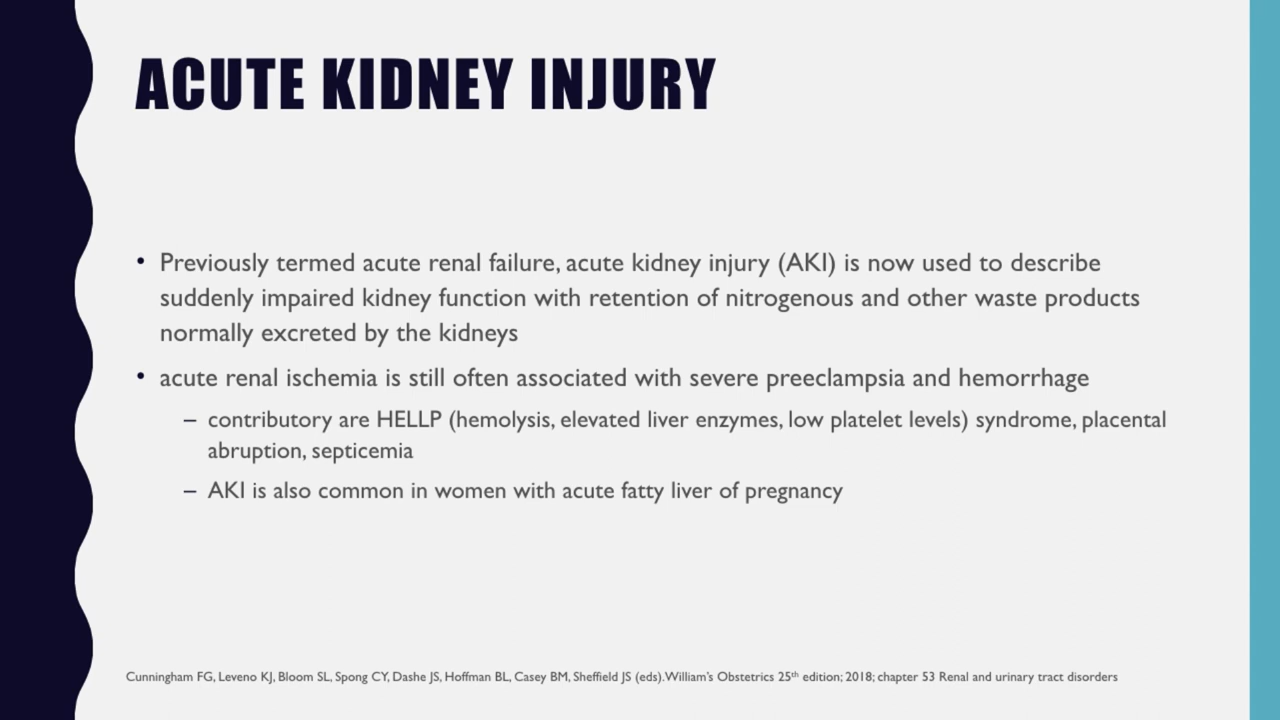 ACUTE KIDNEY INJURY
• Previously termed acute renal failure, acute kidney injury (AKI) is now used to describe
suddenly impaired kidney function with retention of nitrogenous and other waste products
normally excreted by the kidneys
• acute renal ischemia is still often associated with severe preeclampsia and hemorrhage
– contributory are HELLP (hemolysis, elevated liver enzymes, low platelet levels) syndrome, placental
abruption, septicemia
– AKI is also common in women with acute fatty liver of pregnancy
Cunningham FG, Leveno KJ, Bloom SL, Spong CY, Dashe JS, Hoffman BL, Casey BM, Sheffield JS (eds).William's Obstetrics 25th edition; 2018; chapter 53 Renal and urinary tract disorders